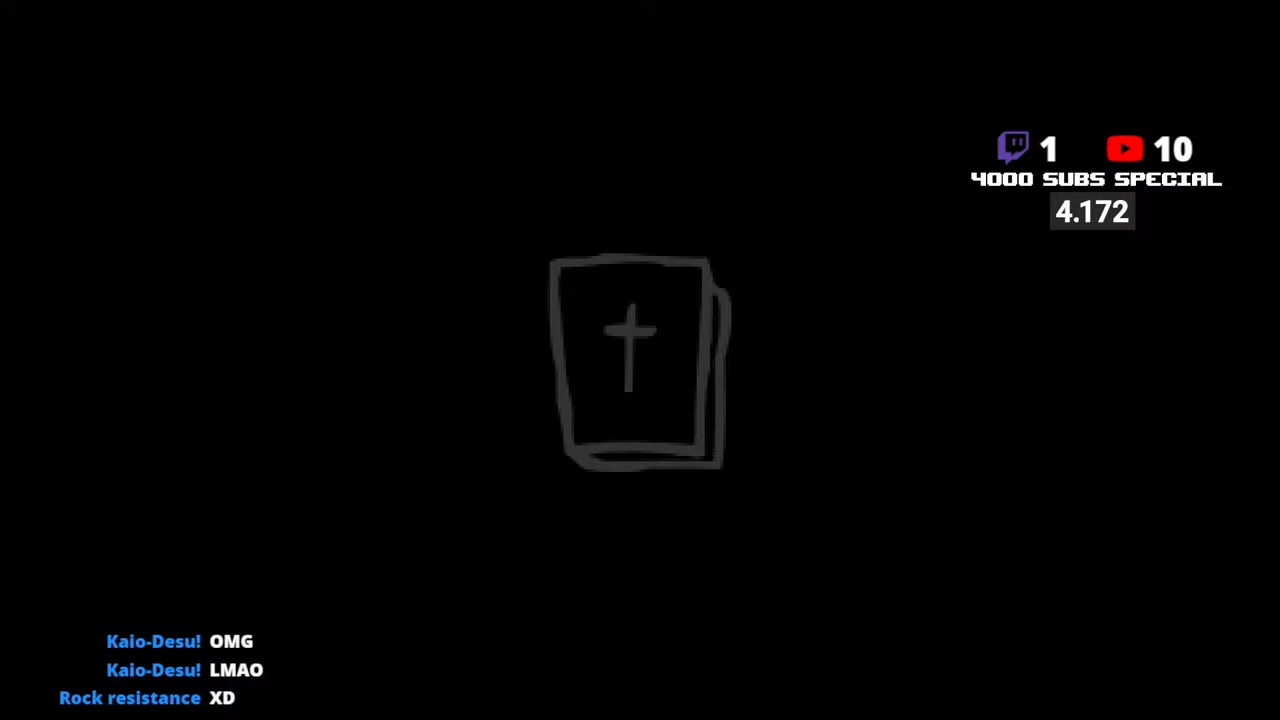 1 10
4000 SUBS SPECIAL
4.172
Kaio-Desu! OMG
Kaio-Desu! LMAO
Rock resistance XD